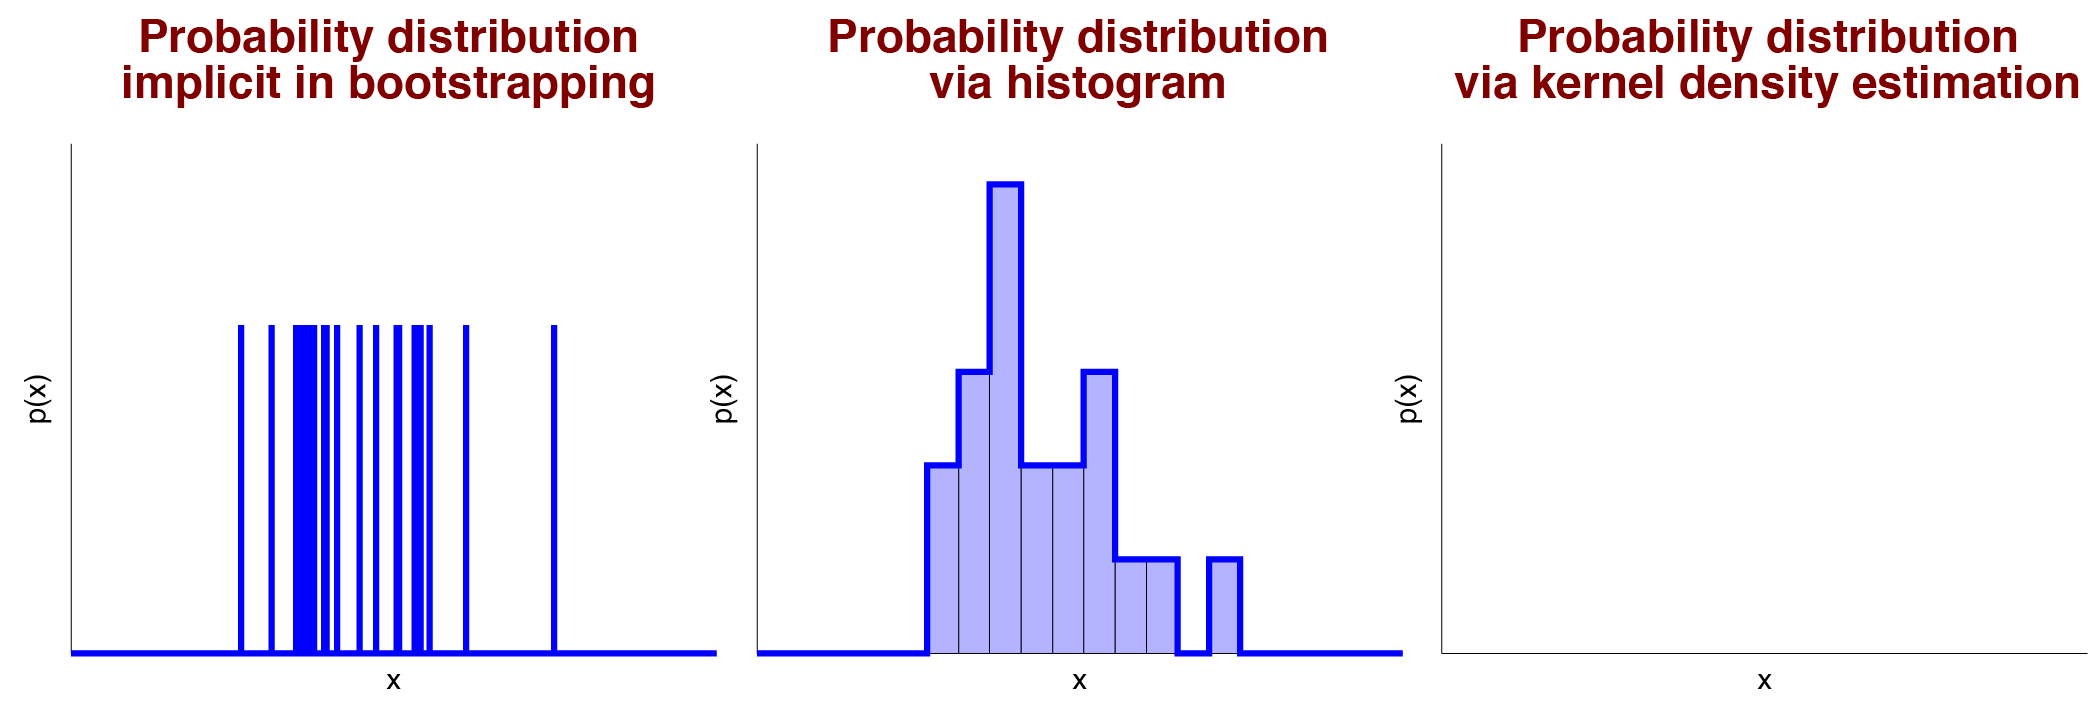 Probability distribution
implicit in bootstrapping
p(x)
x
Probability distribution
via histogram
p(x)
x
Probability distribution
via kernel density estimation
p(x)
x